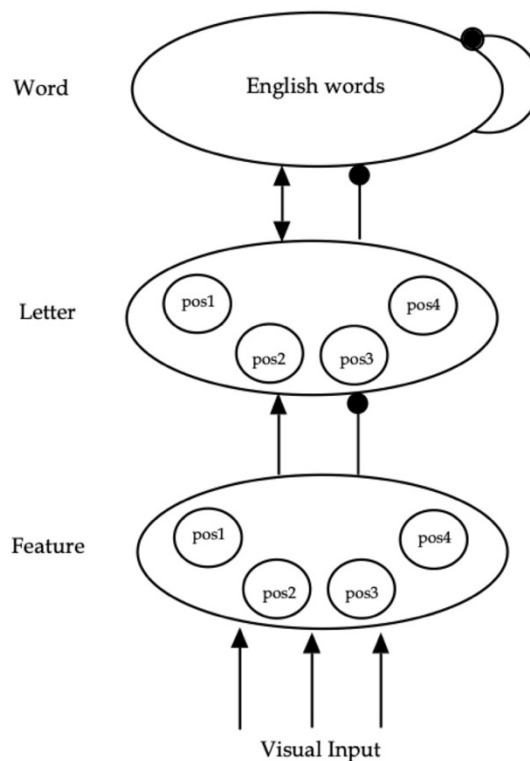 Word
English words
Letter
pos1
pos4
pos2
pos3
Feature
pos1
pos4
pos2
pos3
Visual Input